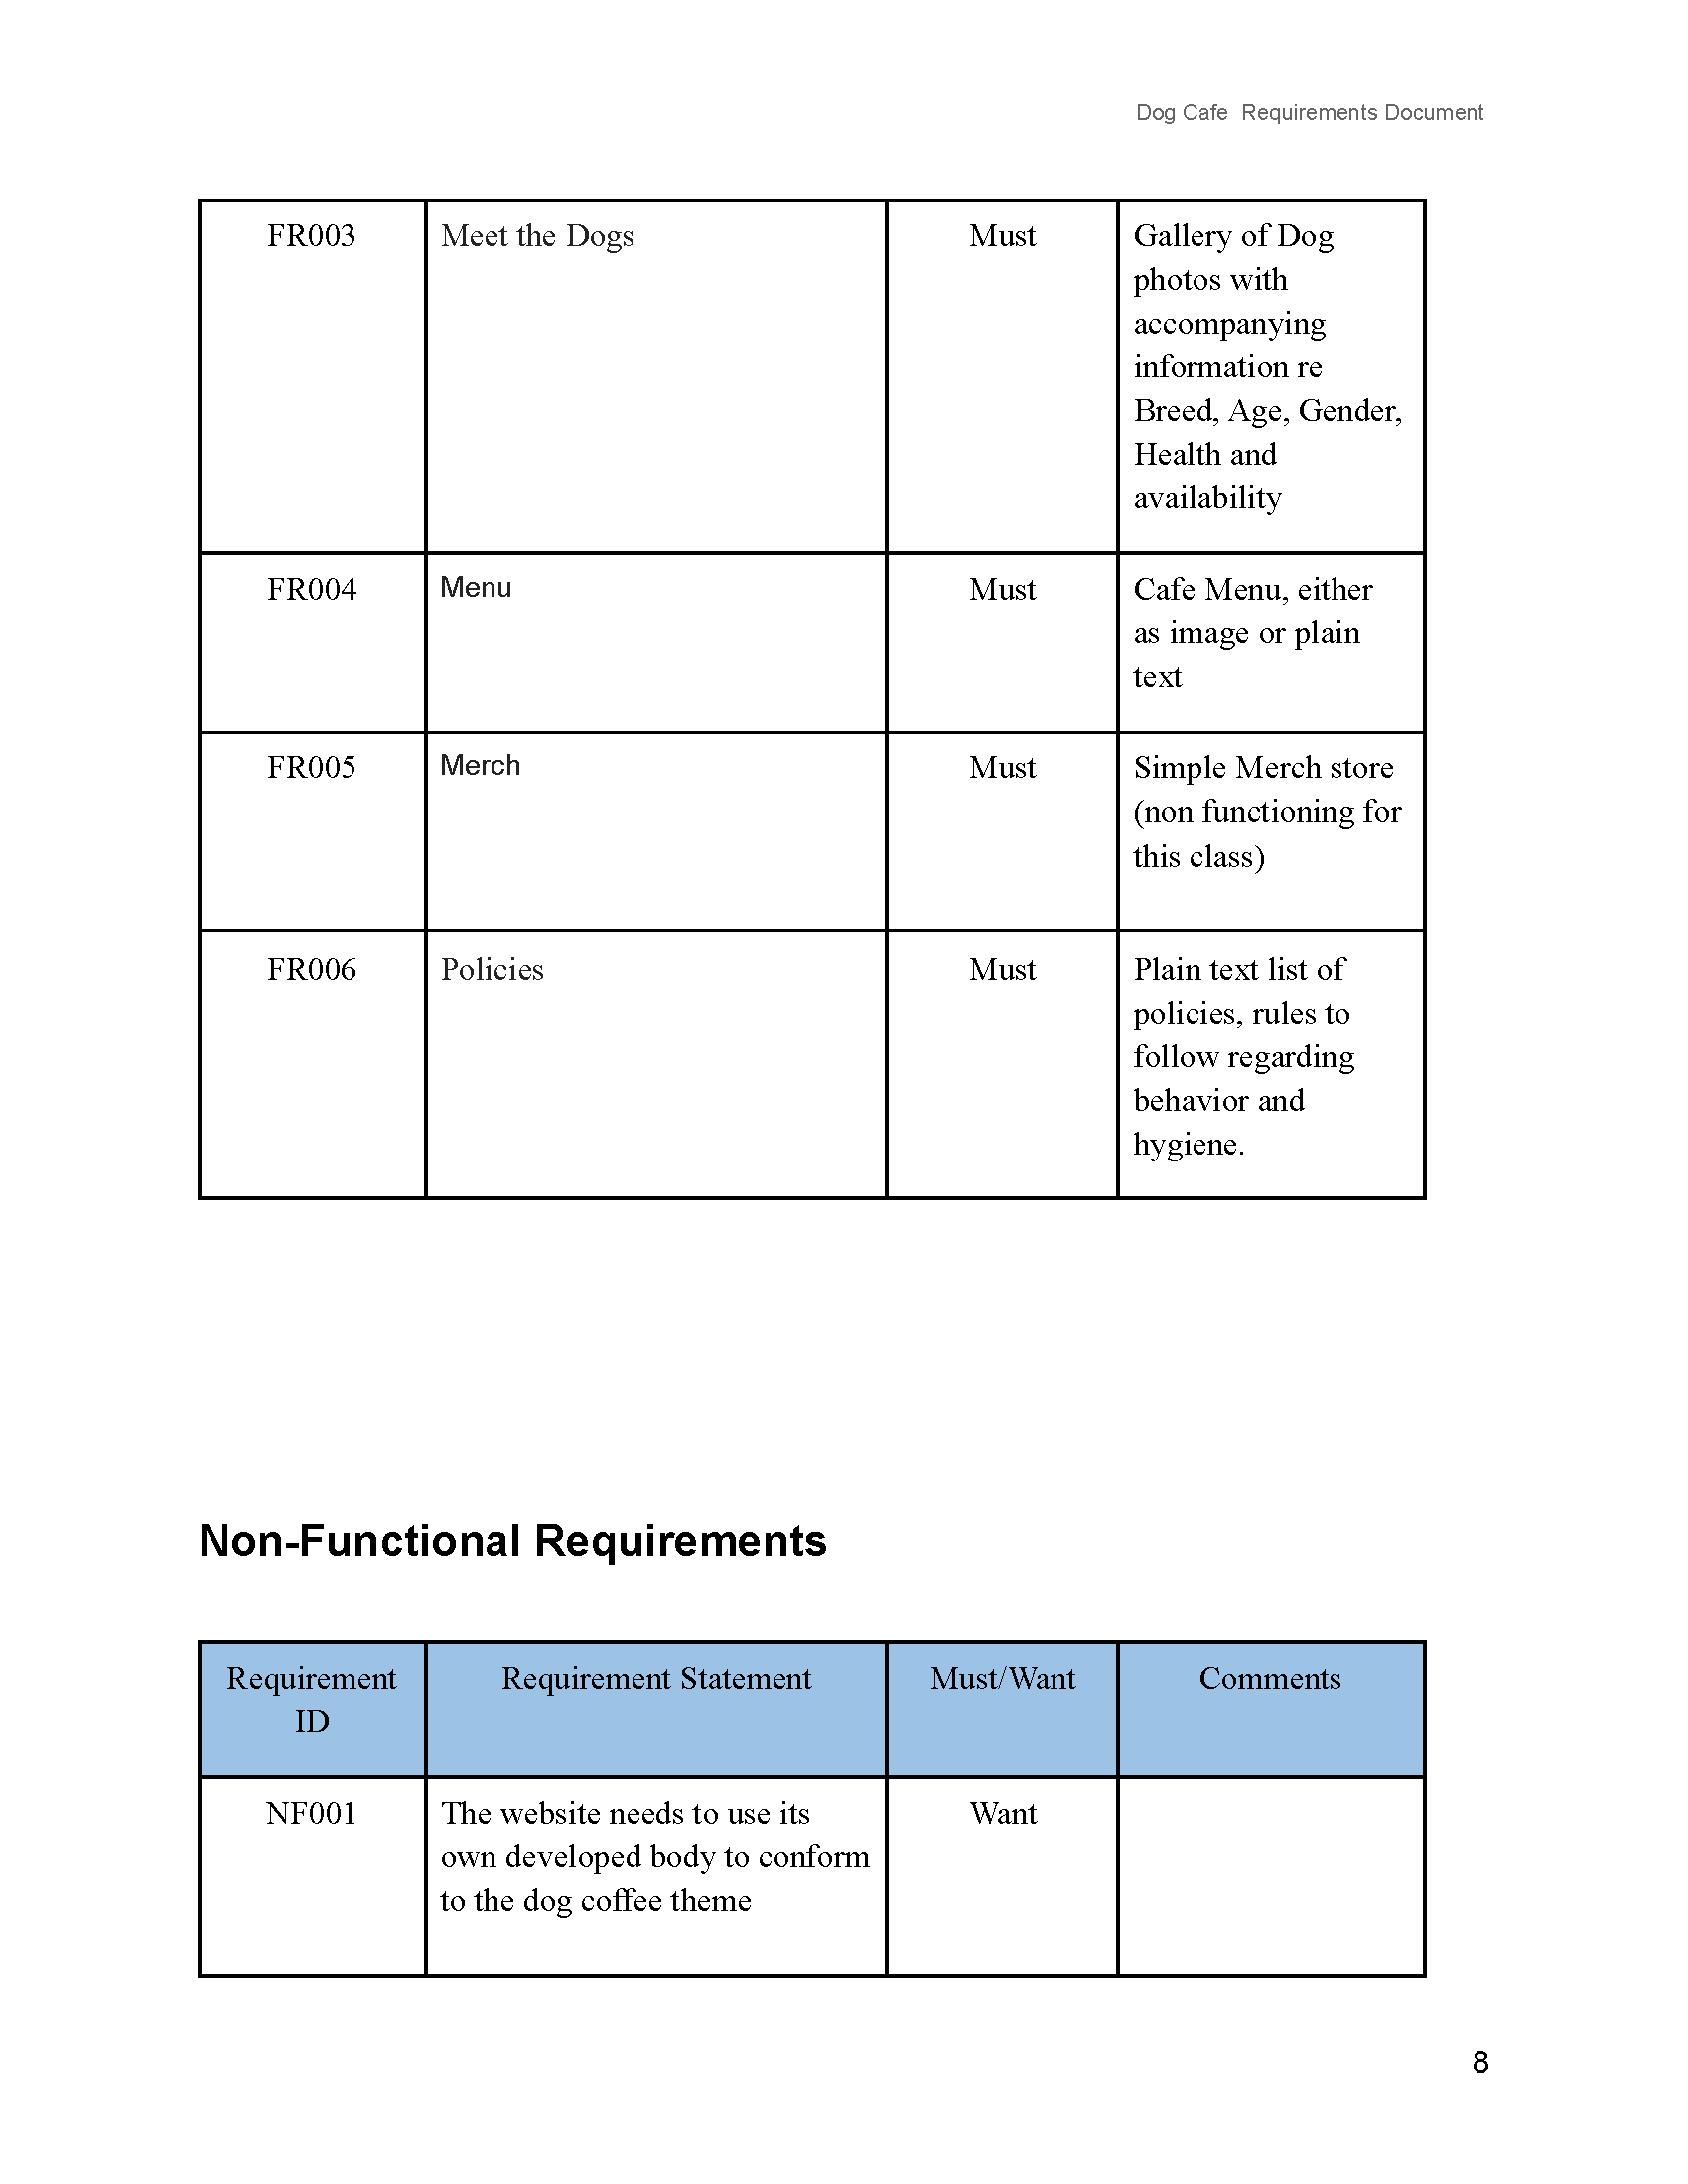 Dog Cafe  Requirements Document
FR003
Meet the Dogs
Must
Gallery of Dog
photos with
accompanying
information re
Breed, Age, Gender,
Health and
availability
FR004
Menu
Must
Cafe Menu, either
as image or plain
text
FR005
Merch
Must
Simple Merch store
(non functioning for
this class)
FR006
Policies
Must
Plain text list of
policies, rules to
follow regarding
behavior and
hygiene.
Non-Functional Requirements
Requirement
ID
Requirement Statement
Must/Want
Comments
NF001
The website needs to use its
own developed body to conform
to the dog coffee theme
Want
8